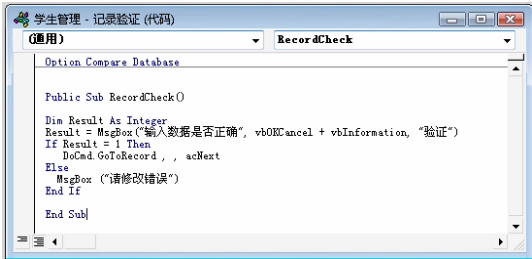 学生管理 - 记录验证 (代码)
(通用)
RecordCheck
Option Compare Database
Public Sub RecordCheck()
Dim Result As Integer
Result = MsgBox("输入数据是否正确", vbOKCancel + vbInformation, "验证")
If Result = 1 Then
DoCmd.GoToRecord , , acNext
Else
MsgBox ("请修改错误")
End If
End Sub